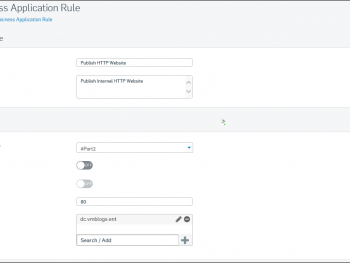 ss Application Rule
usiness Application Rule
e
Publish HTTP Website
Publish Internet HTTP Website
#Port2
OFF
OFF
80
dc.vmblogs.ent
Search / Add